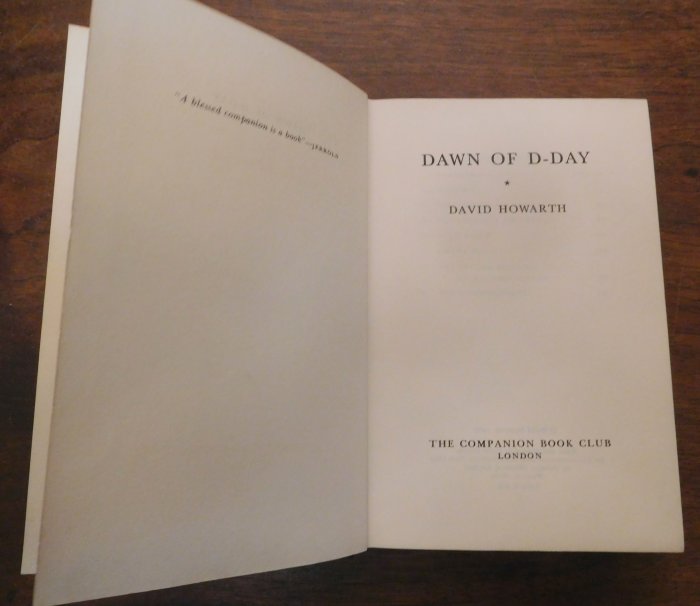 "A blessed companion is a book"—JERROLD
DAWN OF D-DAY
*
DAVID HOWARTH
THE COMPANION BOOK CLUB
LONDON